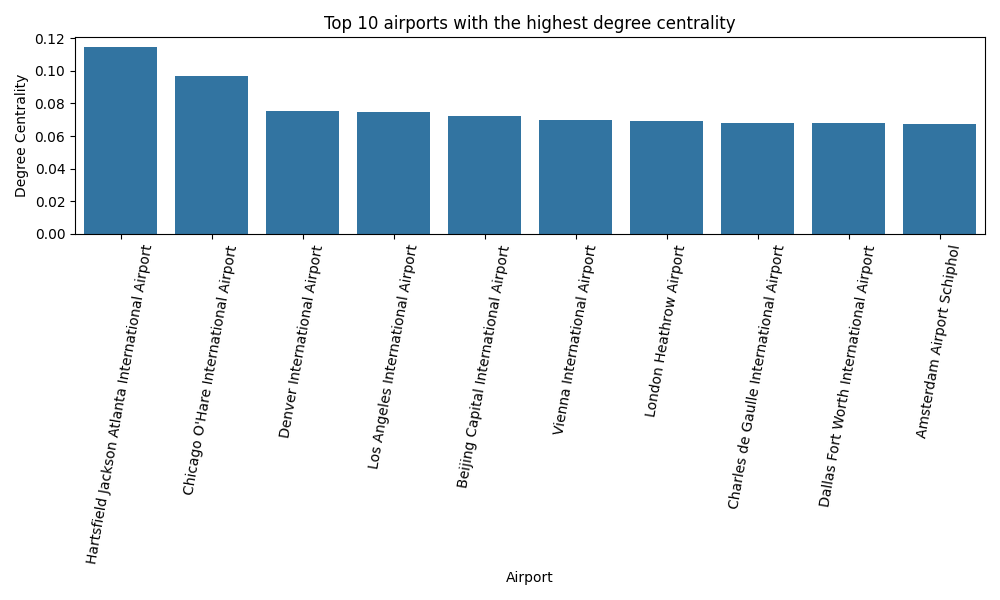 Top 10 airports with the highest degree centrality
Degree Centrality
0.12
0.10
0.08
0.06
0.04
0.02
0.00
Hartsfield Jackson Atlanta International Airport
Chicago O'Hare International Airport
Denver International Airport
Los Angeles International Airport
Beijing Capital International Airport
Vienna International Airport
London Heathrow Airport
Charles de Gaulle International Airport
Dallas Fort Worth International Airport
Amsterdam Airport Schiphol
Airport